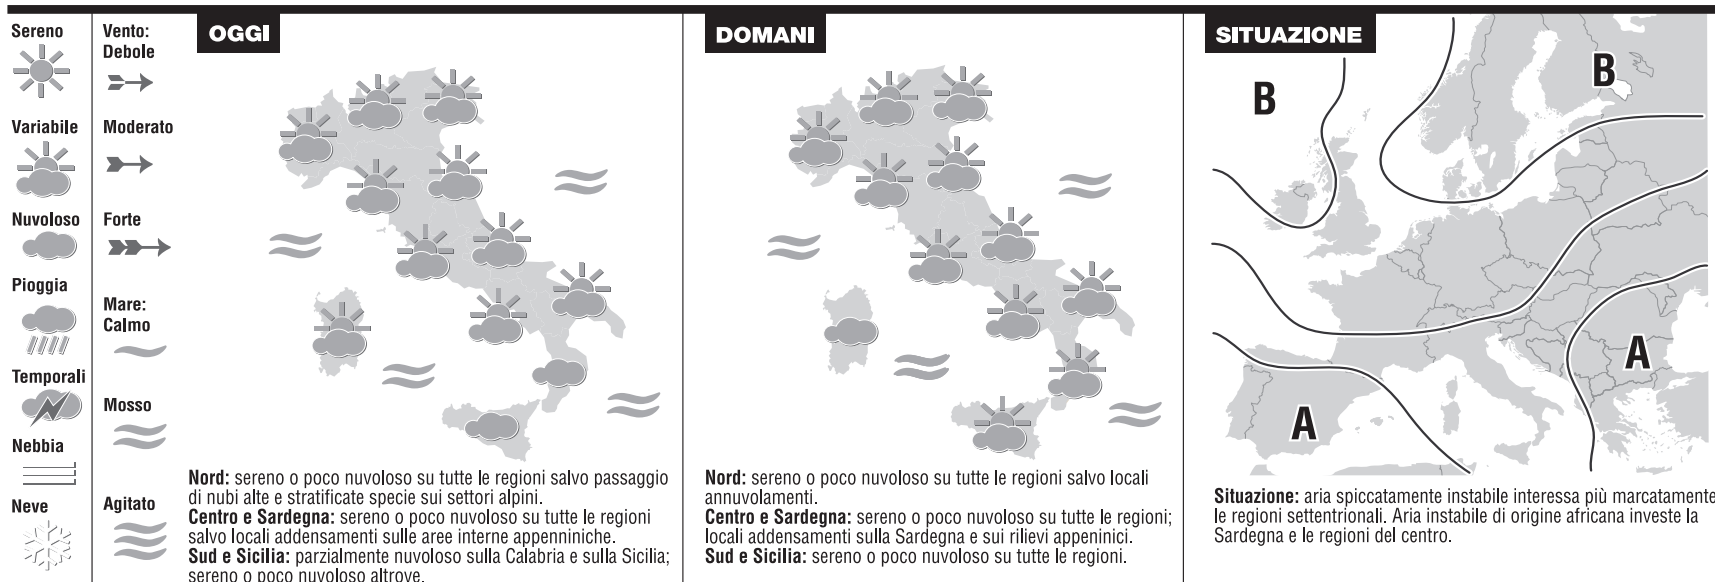 Sereno
Variabile
Nuvoloso
Pioggia
Temporali
Nebbia
Neve
Vento:
Debole
Moderato
Forte
Mare:
Calmo
Mosso
Agitato
OGGI
Nord: sereno o poco nuvoloso su tutte le regioni salvo passaggio
di nubi alte e stratificate specie sui settori alpini.
Centro e Sardegna: sereno o poco nuvoloso su tutte le regioni
salvo locali addensamenti sulle aree interne appenniniche.
Sud e Sicilia: parzialmente nuvoloso sulla Calabria e sulla Sicilia;
sereno o poco nuvoloso altrove.
DOMANI
Nord: sereno o poco nuvoloso su tutte le regioni salvo locali
annuvolamenti.
Centro e Sardegna: sereno o poco nuvoloso su tutte le regioni;
locali addensamenti sulla Sardegna e sui rilievi appeninici.
Sud e Sicilia: sereno o poco nuvoloso su tutte le regioni.
SITUAZIONE
B
B
A
A
Situazione: aria spiccatamente instabile interessa più marcatamente
le regioni settentrionali. Aria instabile di origine africana investe la
Sardegna e le regioni del centro.